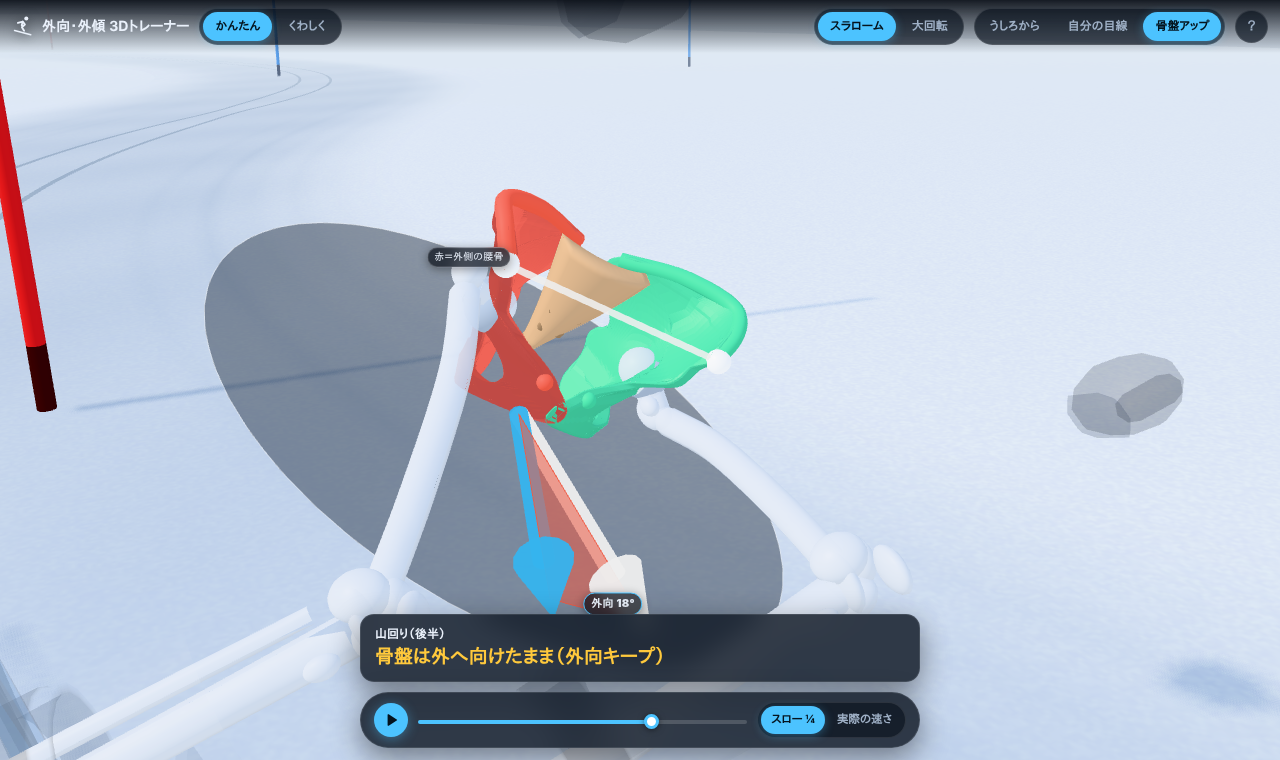 外向・外傾 3Dトレーナー
かんたん
くわしく
スラローム
大回転
うしろから
自分の目線
骨盤アップ
?
赤＝外側の腰骨
外向 18°
山回り（後半）
骨盤は外へ向けたまま（外向キープ）
スロー ¼
実際の速さ